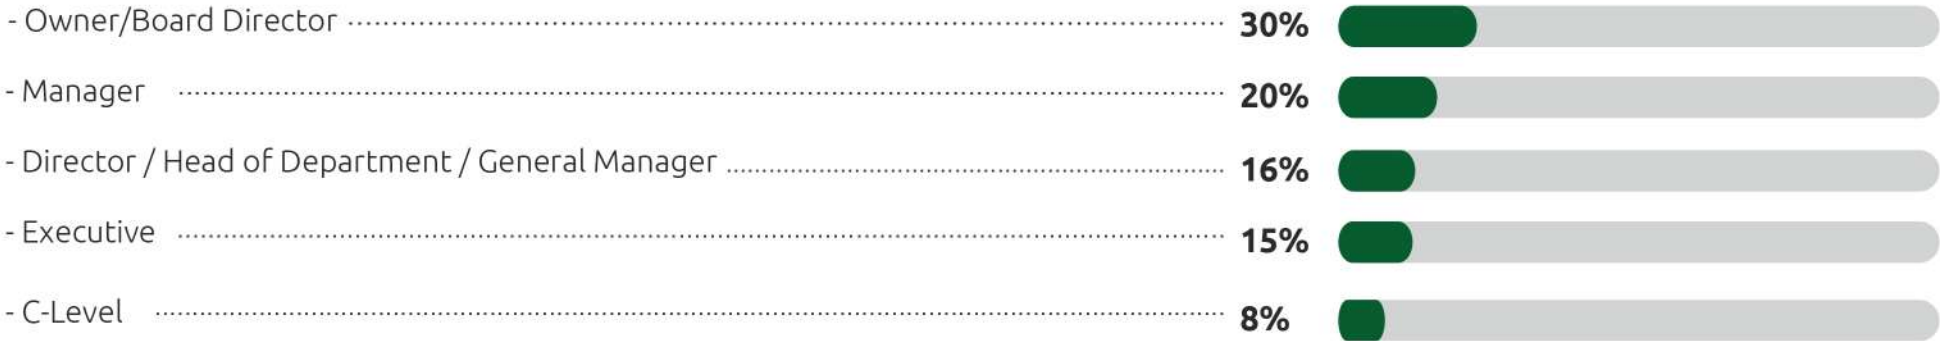 - Owner/Board Director 30%
- Manager 20%
- Director / Head of Department / General Manager 16%
- Executive 15%
- C-Level 8%